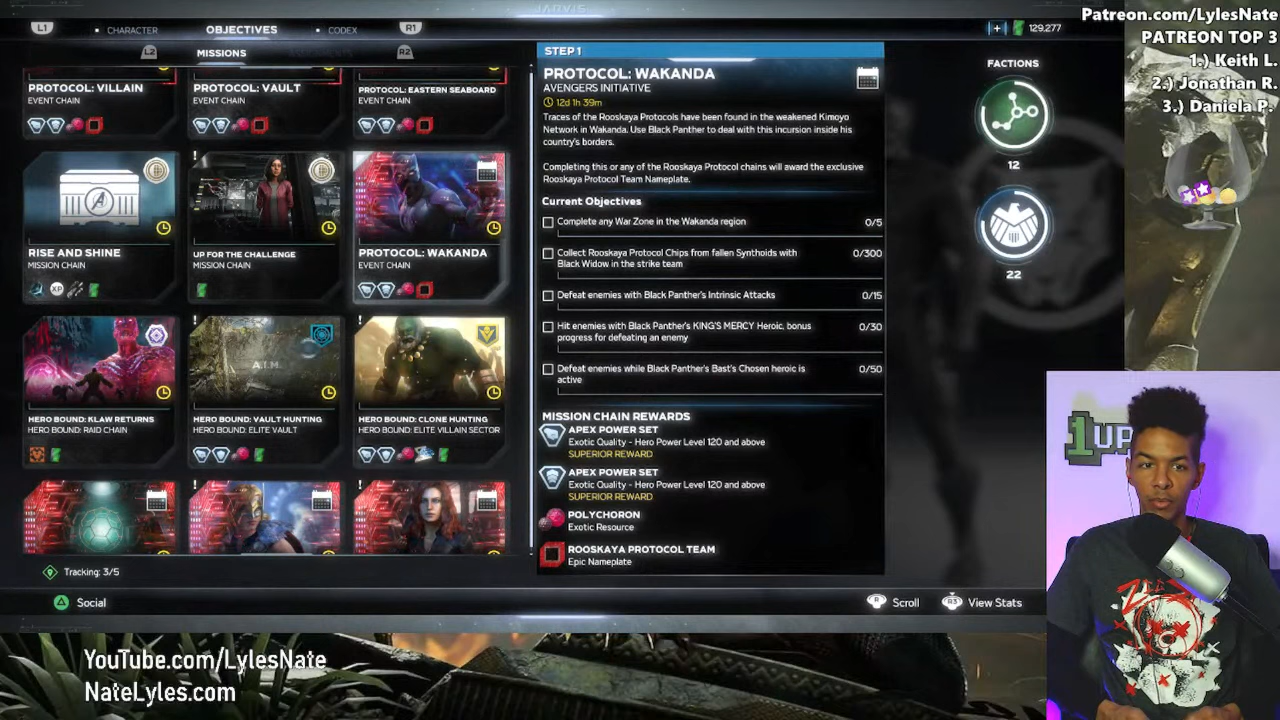 JARVIS
L1
CHARACTER
OBJECTIVES
R1
CODEX
129,277
L2
MISSIONS
R2
PROTOCOL: VILLAIN
EVENT CHAIN
PROTOCOL: VAULT
EVENT CHAIN
PROTOCOL: EASTERN SEABOARD
EVENT CHAIN
RISE AND SHINE
MISSION CHAIN
XP
UP FOR THE CHALLENGE
MISSION CHAIN
PROTOCOL: WAKANDA
EVENT CHAIN
HERO BOUND: KLAW RETURNS
HERO BOUND: RAID CHAIN
A.I.M.
HERO BOUND: VAULT HUNTING
HERO BOUND: ELITE VAULT
HERO BOUND: CLONE HUNTING
HERO BOUND: ELITE VILLAIN SECTOR
Tracking: 3/5
Social
STEP 1
PROTOCOL: WAKANDA
AVENGERS INITIATIVE
12d 1h 39m
Traces of the Rooskaya Protocols have been found in the weakened Kimoyo
Network in Wakanda. Use Black Panther to deal with this incursion inside his
country's borders.
Completing this or any of the Rooskaya Protocol chains will award the exclusive
Rooskaya Protocol Team Nameplate.
Current Objectives
Complete any War Zone in the Wakanda region 0/5
Collect Rooskaya Protocol Chips from fallen Synthoids with 0/300
Black Widow in the strike team
Defeat enemies with Black Panther's Intrinsic Attacks 0/15
Hit enemies with Black Panther's KING'S MERCY Heroic, bonus 0/30
progress for defeating an enemy
Defeat enemies while Black Panther's Bast's Chosen heroic is 0/50
active
MISSION CHAIN REWARDS
APEX POWER SET
Exotic Quality - Hero Power Level 120 and above
SUPERIOR REWARD
APEX POWER SET
Exotic Quality - Hero Power Level 120 and above
SUPERIOR REWARD
POLYCHORON
Exotic Resource
ROOSKAYA PROTOCOL TEAM
Epic Nameplate
R Scroll
R3 View Stats
FACTIONS
12
22
Patreon.com/LylesNate
PATREON TOP 3
1.) Keith L.
2.) Jonathan R.
3.) Daniela P.
1UP
YouTube.com/LylesNate
NateLyles.com